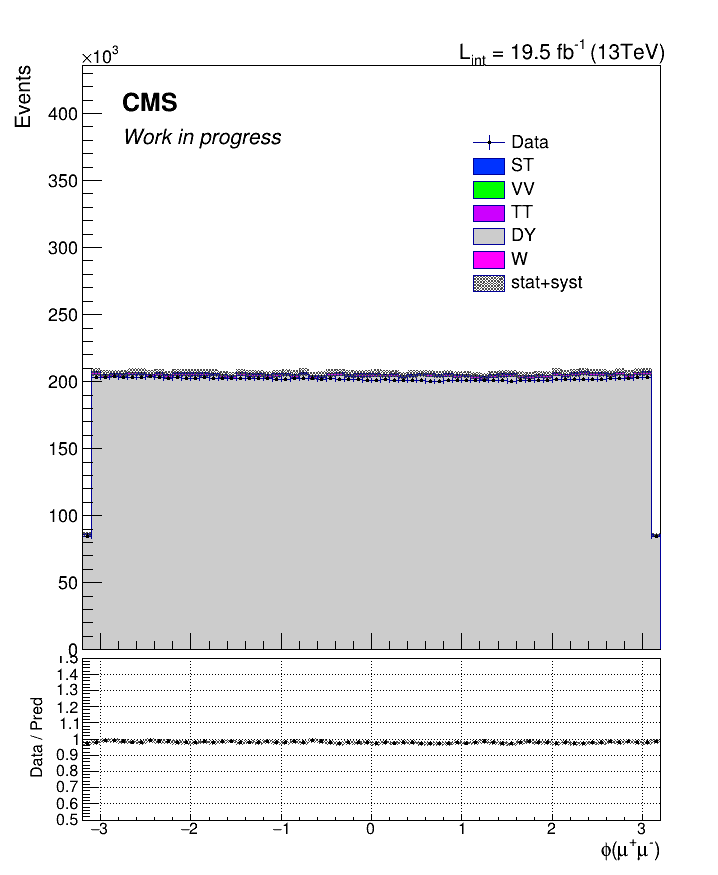 ×10³
L_int = 19.5 fb⁻¹ (13TeV)
Events
CMS
Work in progress
Data
ST
VV
TT
DY
W
stat+syst
400
350
300
250
200
150
100
50
0
Data / Pred
1.5
1.4
1.3
1.2
1.1
1
0.9
0.8
0.7
0.6
0.5
−3 −2 −1 0 1 2 3
ϕ(μ⁺μ⁻)